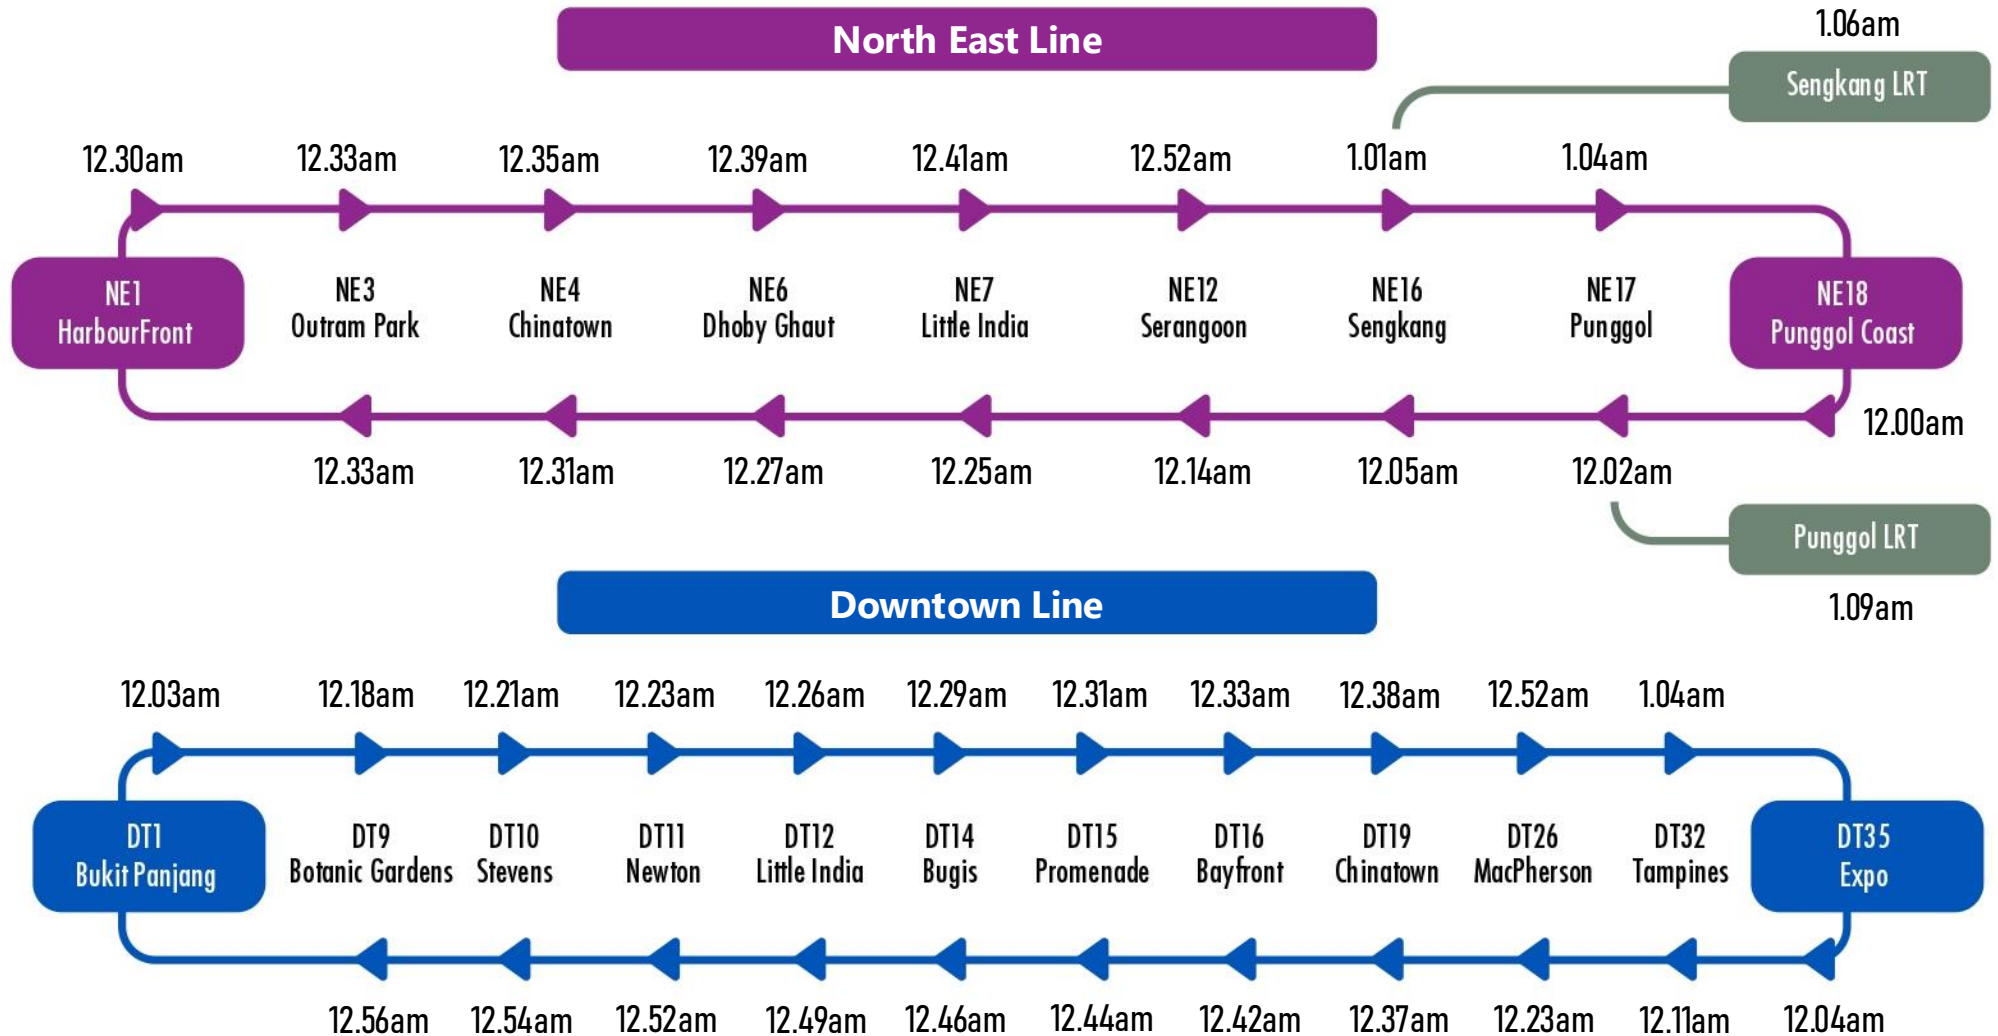 North East Line
1.06am
Sengkang LRT
12.30am 12.33am 12.35am 12.39am 12.41am 12.52am 1.01am 1.04am
NE1 NE3 NE4 NE6 NE7 NE12 NE16 NE17 NE18
HarbourFront Outram Park Chinatown Dhoby Ghaut Little India Serangoon Sengkang Punggol Punggol Coast
12.00am
12.33am 12.31am 12.27am 12.25am 12.14am 12.05am 12.02am
Punggol LRT
1.09am
Downtown Line
12.03am 12.18am 12.21am 12.23am 12.26am 12.29am 12.31am 12.33am 12.38am 12.52am 1.04am
DT1 DT9 DT10 DT11 DT12 DT14 DT15 DT16 DT19 DT26 DT32 DT35
Bukit Panjang Botanic Gardens Stevens Newton Little India Bugis Promenade Bayfront Chinatown MacPherson Tampines Expo
12.56am 12.54am 12.52am 12.49am 12.46am 12.44am 12.42am 12.37am 12.23am 12.11am 12.04am